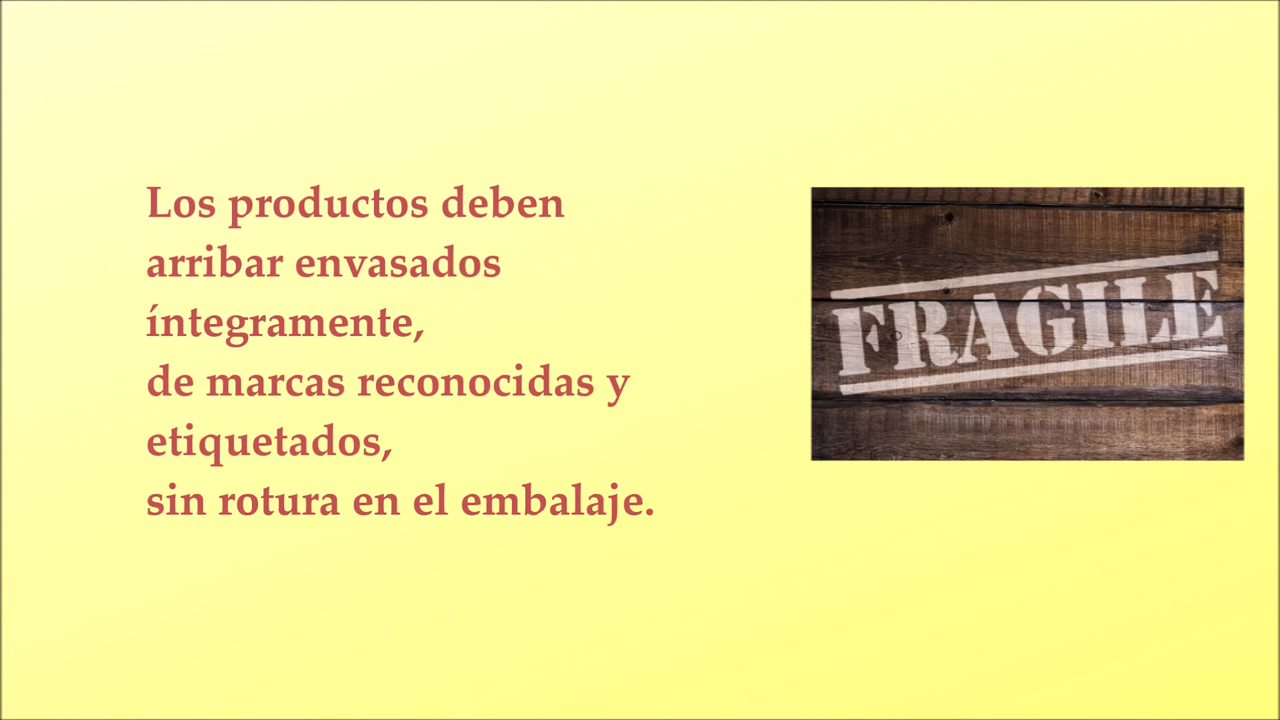 Los productos deben
arribar envasados
íntegramente,
de marcas reconocidas y
etiquetados,
sin rotura en el embalaje.
FRAGILE